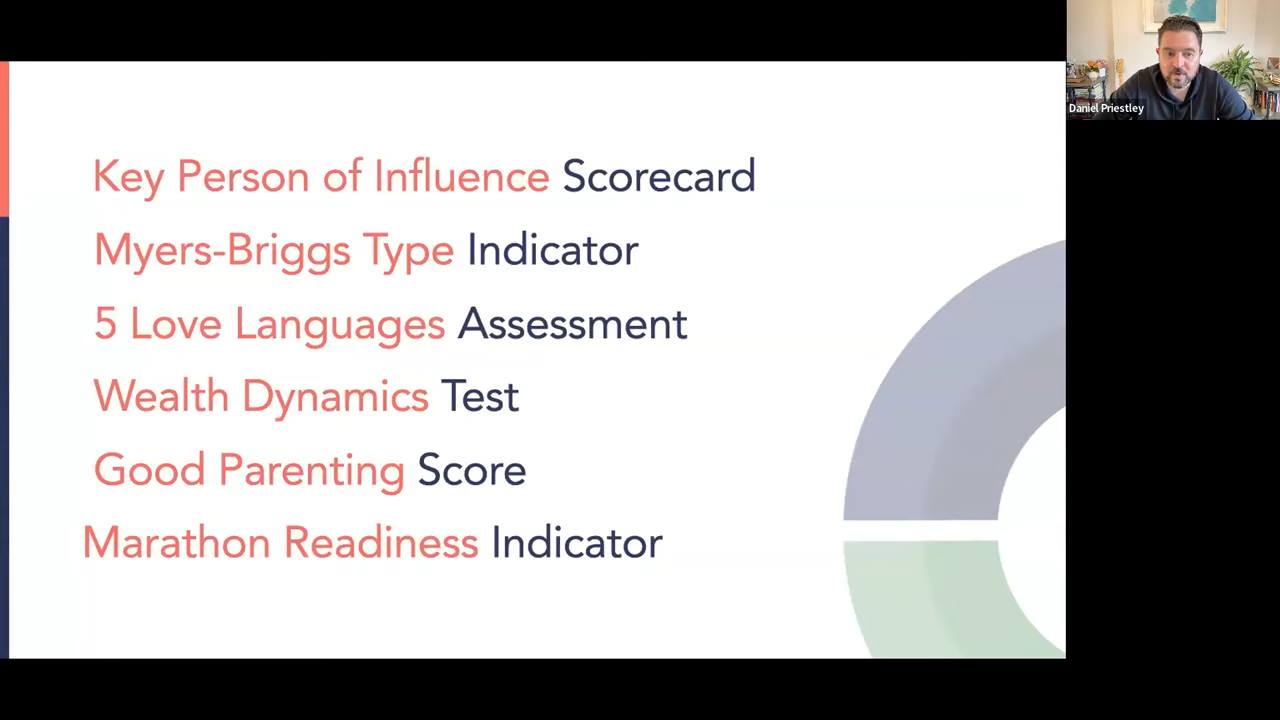 Key Person of Influence Scorecard
Myers-Briggs Type Indicator
5 Love Languages Assessment
Wealth Dynamics Test
Good Parenting Score
Marathon Readiness Indicator
Daniel Priestley